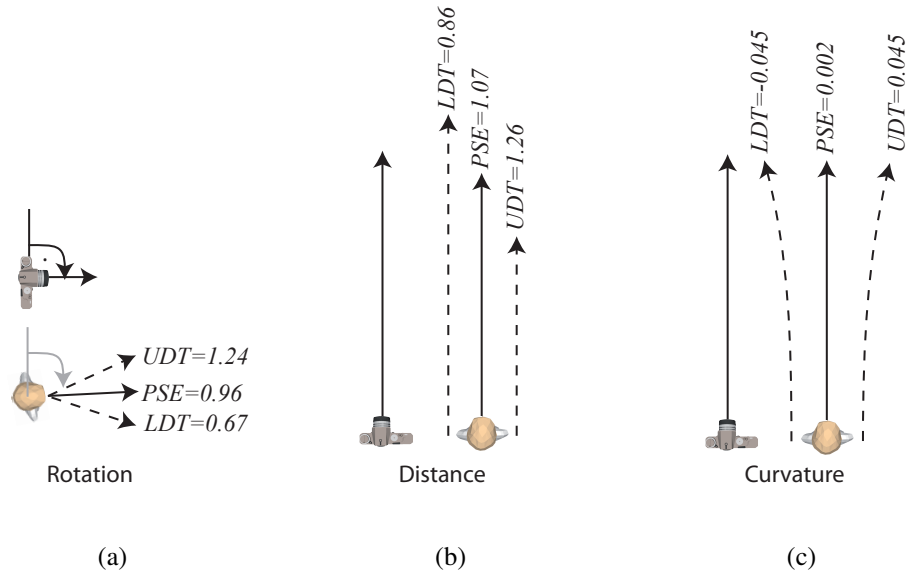 UDT=1.24
PSE=0.96
LDT=0.67
Rotation
(a)
LDT=0.86
PSE=1.07
UDT=1.26
Distance
(b)
LDT=-0.045
PSE=0.002
UDT=0.045
Curvature
(c)